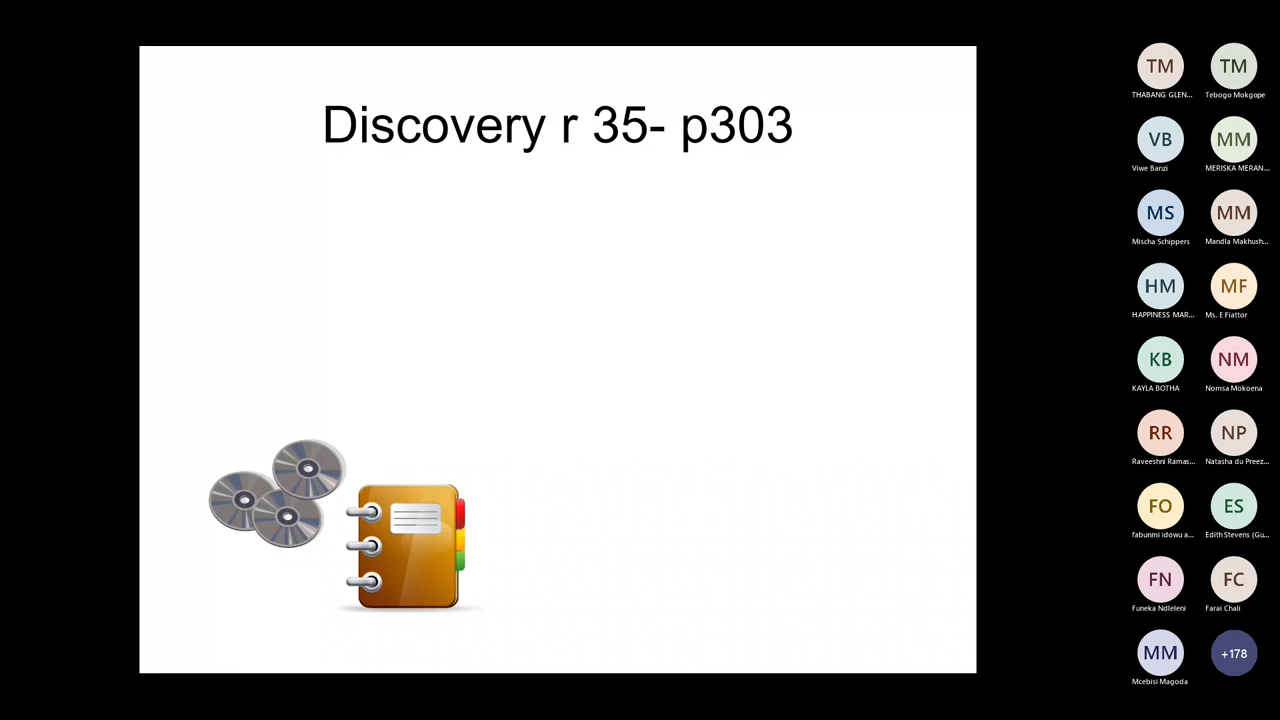 Discovery r 35- p303
TM
TM
THABANG GLEN...
Tebogo Mokgope
VB
MM
Viwe Banzi
MERISKA MERAN...
MS
MM
Mischa Schippers
Mandla Makhush...
HM
MF
HAPPINESS MAR...
Ms. E Fiattor
KB
NM
KAYLA BOTHA
Nomsa Mokoena
RR
NP
Raveeshni Ramas...
Natasha du Preez...
FO
ES
fabunmi idowu a...
Edith Stevens (Gu...
FN
FC
Funeka Ndleleni
Farai Chali
MM
+178
Mcebisi Magoda